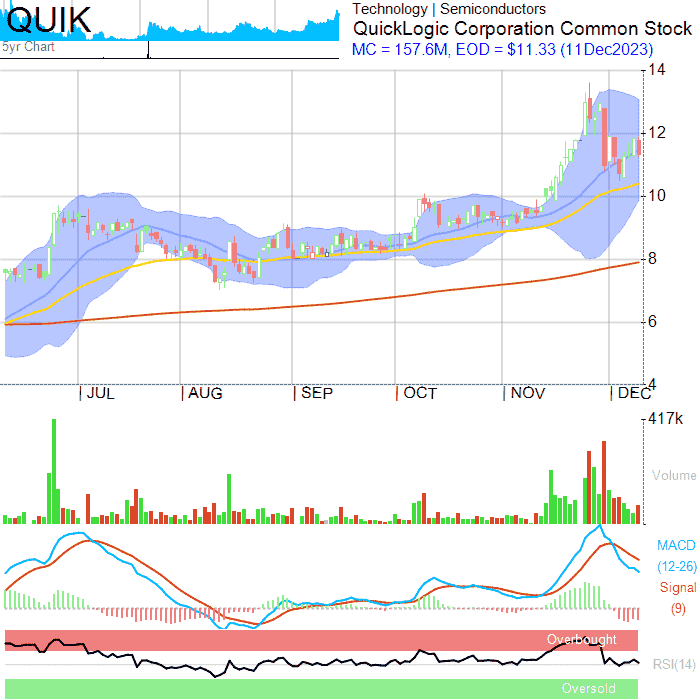 QUIK
5yr Chart
Technology | Semiconductors
QuickLogic Corporation Common Stock
MC = 157.6M, EOD = $11.33 (11Dec2023)
14
12
10
8
6
4
JUL
AUG
SEP
OCT
NOV
DEC
417k
Volume
MACD
(12-26)
Signal
(9)
Overbought
RSI(14)
Oversold